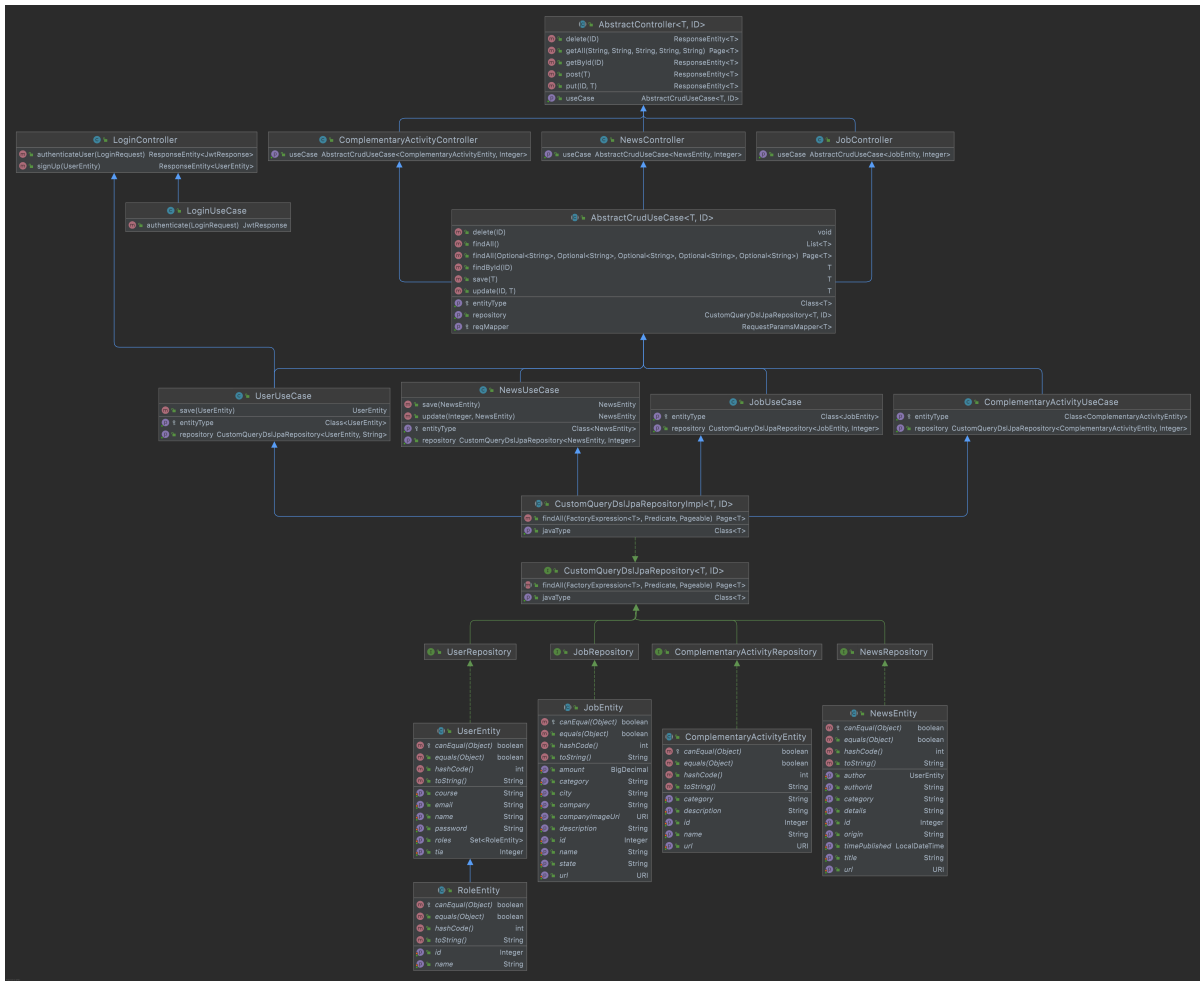 AbstractController<T, ID>
delete(ID) ResponseEntity<T>
getAll(String, String, String, String, String) Page<T>
getById(ID) ResponseEntity<T>
post(T) ResponseEntity<T>
put(ID, T) ResponseEntity<T>
useCase AbstractCrudUseCase<T, ID>
LoginController
authenticateUser(LoginRequest) ResponseEntity<JwtResponse>
signUp(UserEntity) ResponseEntity<UserEntity>
ComplementaryActivityController
useCase AbstractCrudUseCase<ComplementaryActivityEntity, Integer>
NewsController
useCase AbstractCrudUseCase<NewsEntity, Integer>
JobController
useCase AbstractCrudUseCase<JobEntity, Integer>
LoginUseCase
authenticate(LoginRequest) JwtResponse
AbstractCrudUseCase<T, ID>
delete(ID) void
findAll() List<T>
findAll(Optional<String>, Optional<String>, Optional<String>, Optional<String>, Optional<String>) Page<T>
findById(ID) T
save(T) T
update(ID, T) T
entityType Class<T>
repository CustomQueryDslJpaRepository<T, ID>
reqMapper RequestParamsMapper<T>
UserUseCase
save(UserEntity) UserEntity
entityType Class<UserEntity>
repository CustomQueryDslJpaRepository<UserEntity, String>
NewsUseCase
save(NewsEntity) NewsEntity
update(Integer, NewsEntity) NewsEntity
entityType Class<NewsEntity>
repository CustomQueryDslJpaRepository<NewsEntity, Integer>
JobUseCase
entityType Class<JobEntity>
repository CustomQueryDslJpaRepository<JobEntity, Integer>
ComplementaryActivityUseCase
entityType Class<ComplementaryActivityEntity>
repository CustomQueryDslJpaRepository<ComplementaryActivityEntity, Integer>
CustomQueryDslJpaRepositoryImpl<T, ID>
findAll(FactoryExpression<T>, Predicate, Pageable) Page<T>
javaType Class<T>
CustomQueryDslJpaRepository<T, ID>
findAll(FactoryExpression<T>, Predicate, Pageable) Page<T>
javaType Class<T>
UserRepository
JobRepository
ComplementaryActivityRepository
NewsRepository
UserEntity
canEqual(Object) boolean
equals(Object) boolean
hashCode() int
toString() String
course String
email String
name String
password String
roles Set<RoleEntity>
tia Integer
JobEntity
canEqual(Object) boolean
equals(Object) boolean
hashCode() int
toString() String
amount BigDecimal
category String
city String
company String
companyImageUrl URI
description String
id Integer
name String
state String
url URI
ComplementaryActivityEntity
canEqual(Object) boolean
equals(Object) boolean
hashCode() int
toString() String
category String
description String
id Integer
name String
url URI
NewsEntity
canEqual(Object) boolean
equals(Object) boolean
hashCode() int
toString() String
author UserEntity
authorid String
category String
details String
id Integer
origin String
timePublished LocalDateTime
title String
url URI
RoleEntity
canEqual(Object) boolean
equals(Object) boolean
hashCode() int
toString() String
id Integer
name String